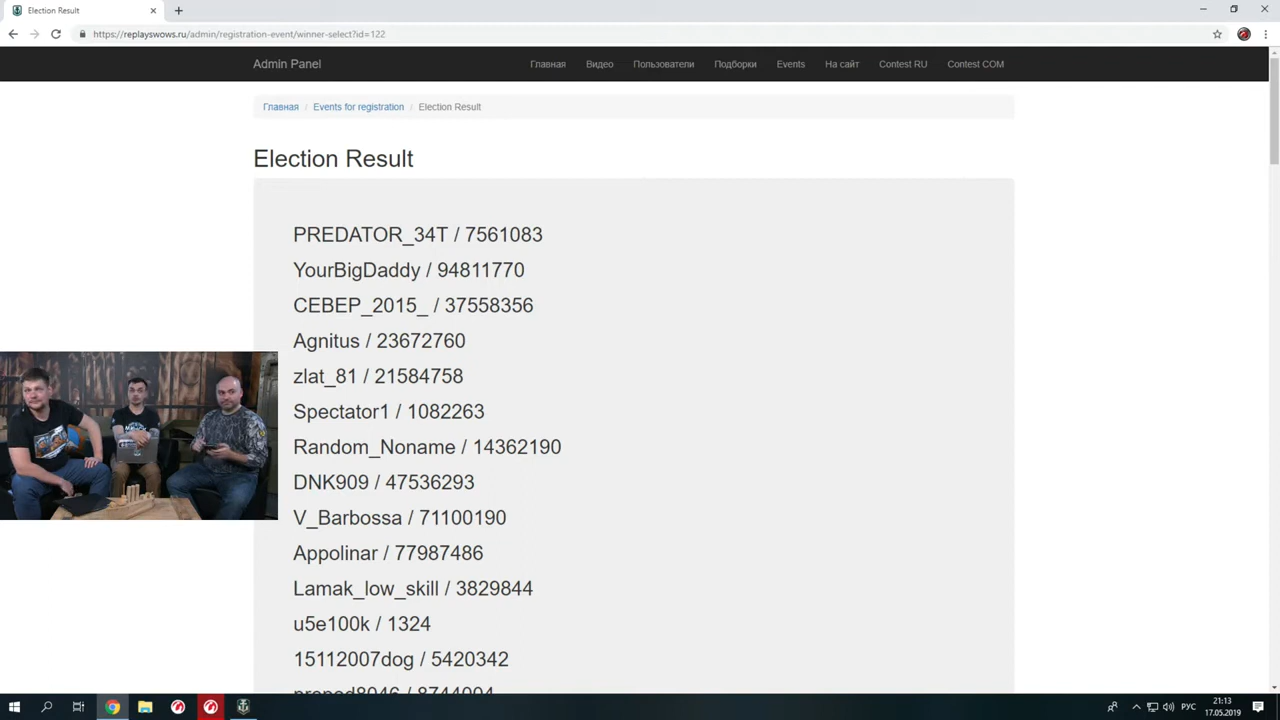 Election Result
https://replayswows.ru/admin/registration-event/winner-select?id=122
Admin Panel Главная Видео Пользователи Подборки Events На сайт Contest RU Contest COM
Главная / Events for registration / Election Result
Election Result
PREDATOR_34T / 7561083
YourBigDaddy / 94811770
CEBEP_2015_ / 37558356
Agnitus / 23672760
zlat_81 / 21584758
Spectator1 / 1082263
Random_Noname / 14362190
DNK909 / 47536293
V_Barbossa / 71100190
Appolinar / 77987486
Lamak_low_skill / 3829844
u5e100k / 1324
15112007dog / 5420342
prepod8046 / 8744004
РУС
21:13
17.05.2019